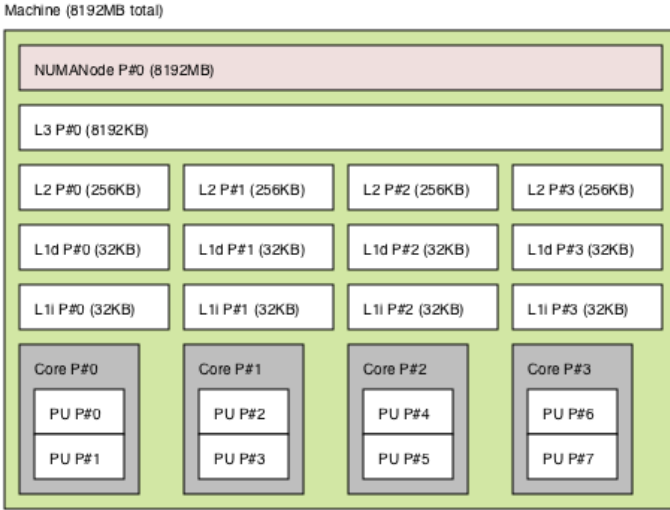 Machine (8192MB total)
NUMANode P#0 (8192MB)
L3 P#0 (8192KB)
L2 P#0 (256KB) L2 P#1 (256KB) L2 P#2 (256KB) L2 P#3 (256KB)
L1d P#0 (32KB) L1d P#1 (32KB) L1d P#2 (32KB) L1d P#3 (32KB)
L1i P#0 (32KB) L1i P#1 (32KB) L1i P#2 (32KB) L1i P#3 (32KB)
Core P#0 Core P#1 Core P#2 Core P#3
PU P#0 PU P#2 PU P#4 PU P#6
PU P#1 PU P#3 PU P#5 PU P#7